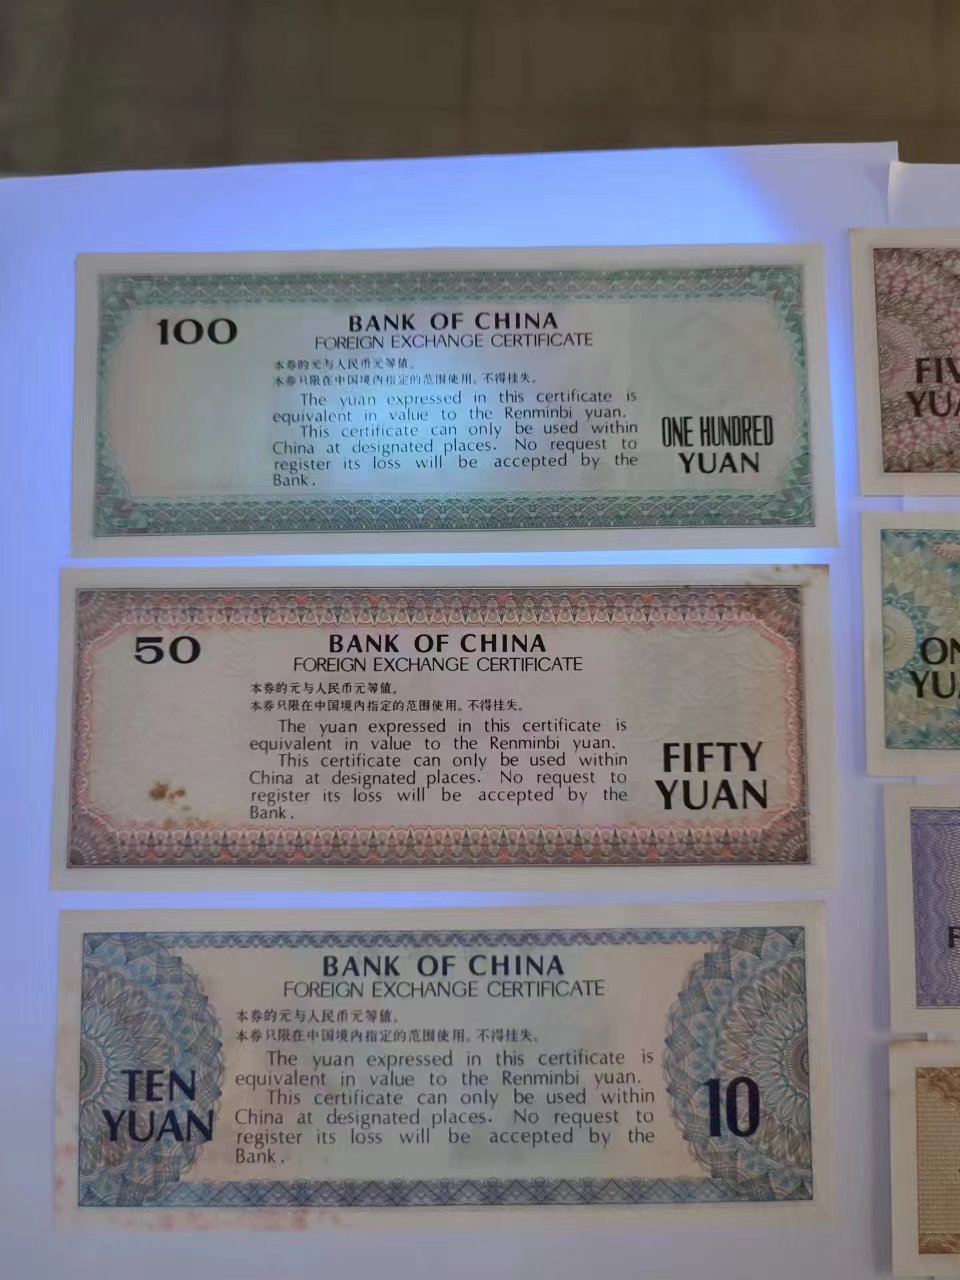 100
BANK OF CHINA
FOREIGN EXCHANGE CERTIFICATE
本券的元与人民币元等值。
本券只限在中国境内指定的范围使用。不得挂失。
The yuan expressed in this certificate is
equivalent in value to the Renminbi yuan.
This certificate can only be used within
China at designated places. No request to
register its loss will be accepted by the
Bank.
ONE HUNDRED
YUAN
50
BANK OF CHINA
FOREIGN EXCHANGE CERTIFICATE
本券的元与人民币元等值。
本券只限在中国境内指定的范围使用。不得挂失。
The yuan expressed in this certificate is
equivalent in value to the Renminbi yuan.
This certificate can only be used within
China at designated places. No request to
register its loss will be accepted by the
Bank.
FIFTY
YUAN
BANK OF CHINA
FOREIGN EXCHANGE CERTIFICATE
本券的元与人民币元等值。
本券只限在中国境内指定的范围使用。不得挂失。
The yuan expressed in this certificate is
equivalent in value to the Renminbi yuan.
This certificate can only be used within
China at designated places. No request to
register its loss will be accepted by the
Bank.
TEN
YUAN
10